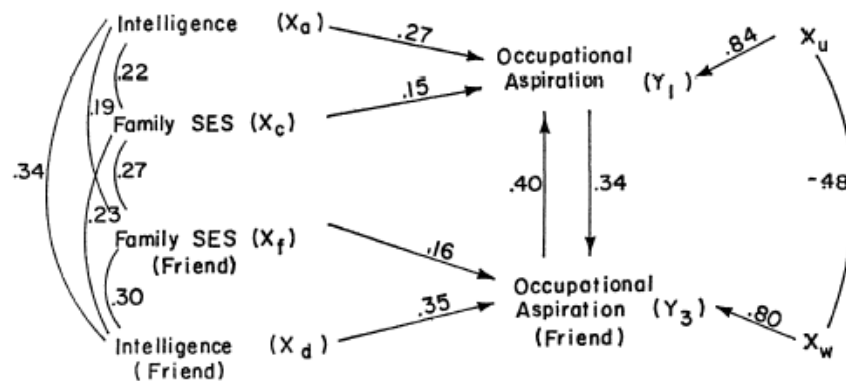 Intelligence (Xa)
.27
Occupational
Aspiration (Y1)
.84
Xu
.22
.19
Family SES (Xc)
.15
.34
.27
.40
.34
-.48
.23
Family SES (Xf)
(Friend)
.16
.30
Occupational
Aspiration (Y3)
(Friend)
.35
.80
Xw
Intelligence (Xd)
(Friend)